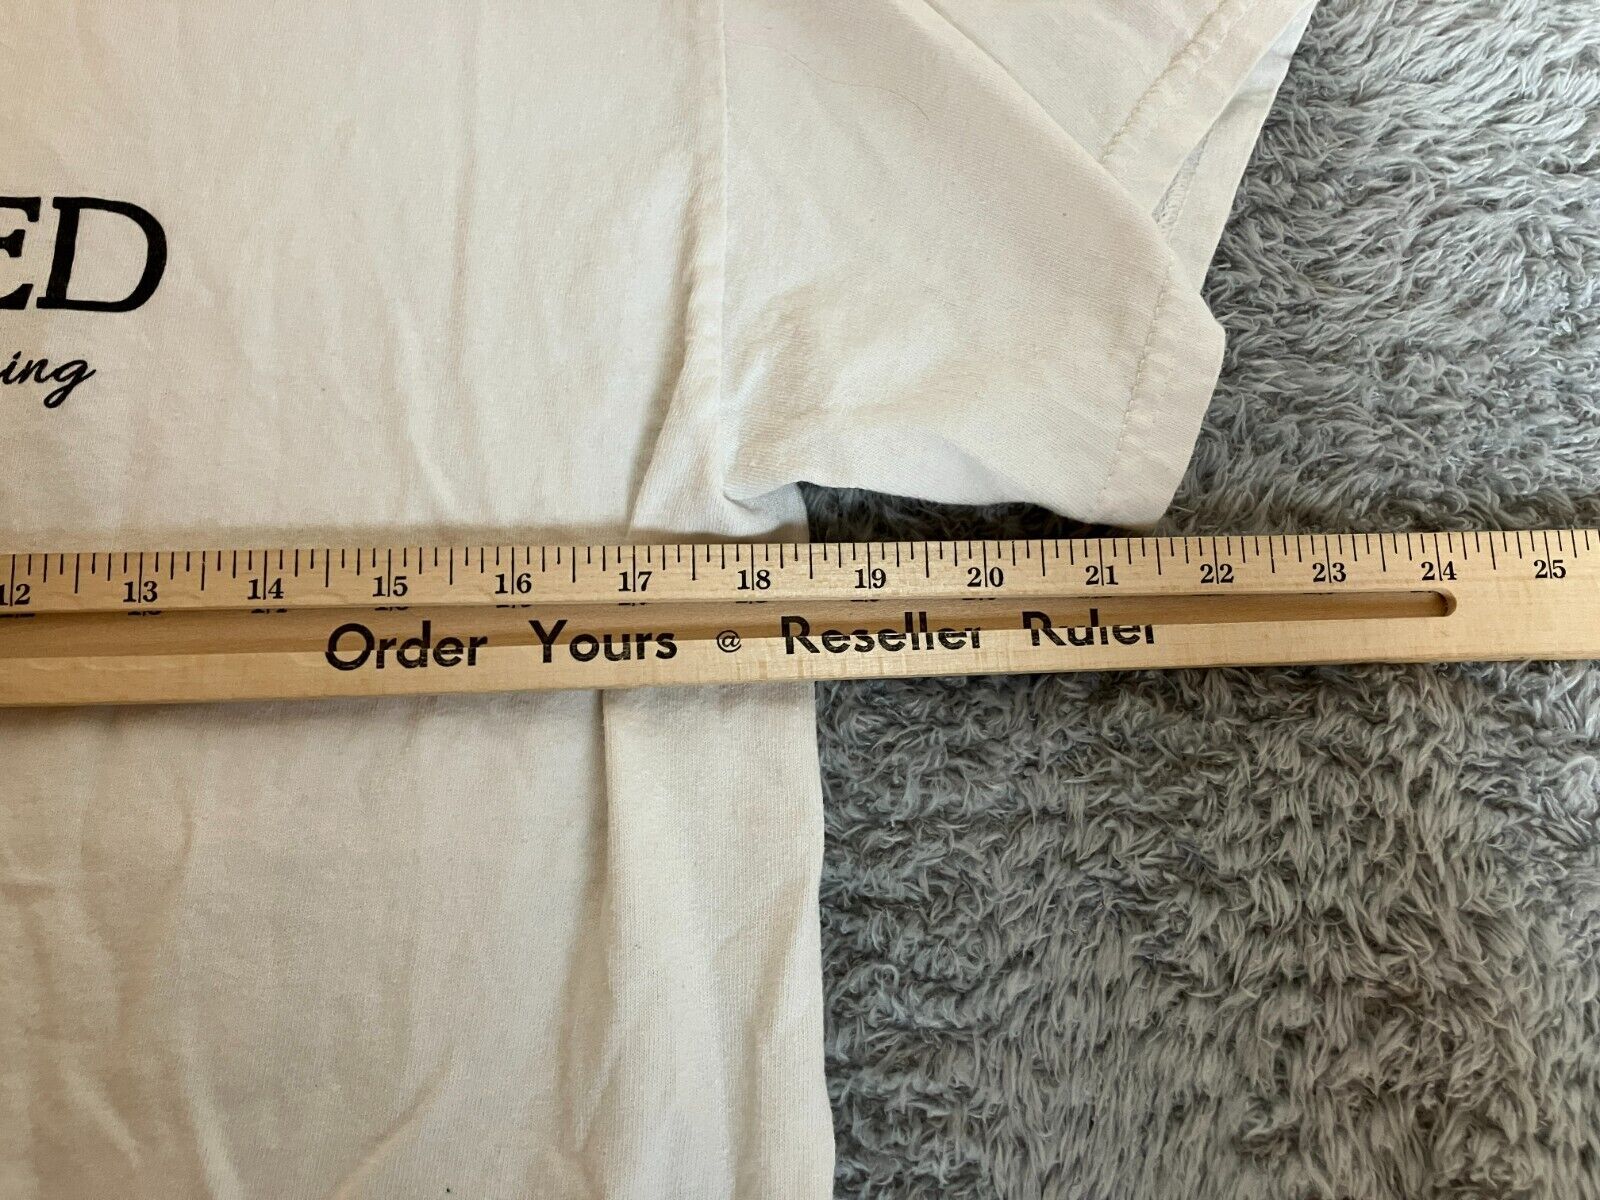 ED
ing
12 13 14 15 16 17 18 19 20 21 22 23 24 25
Order Yours @ Reseller Ruler